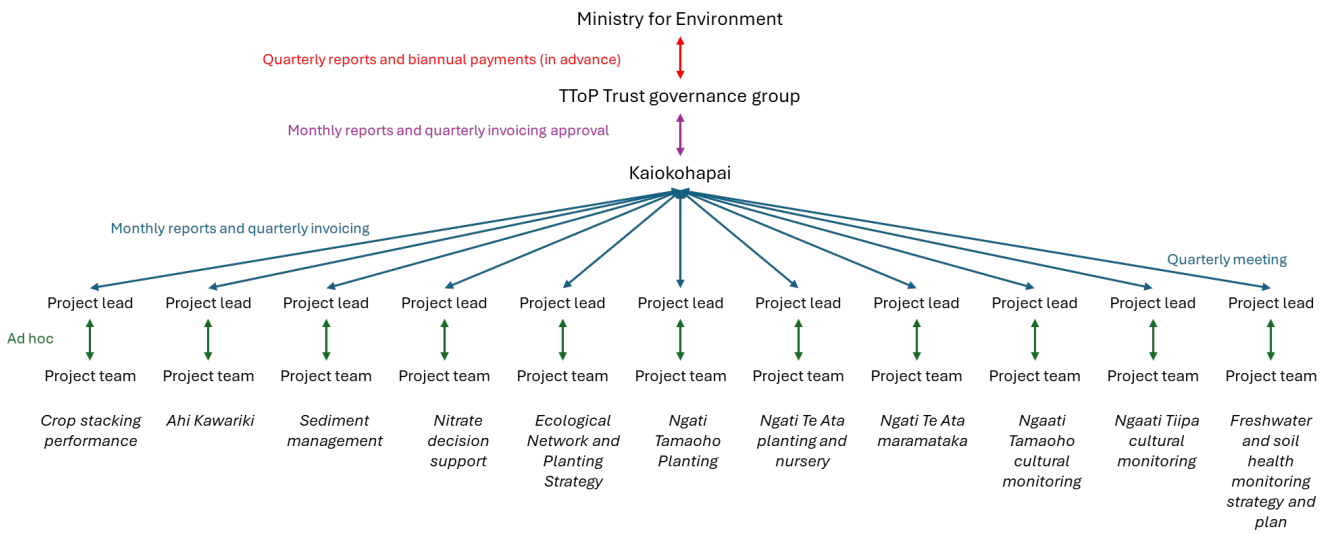 Ministry for Environment
Quarterly reports and biannual payments (in advance)
TToP Trust governance group
Monthly reports and quarterly invoicing approval
Kaiokohapai
Monthly reports and quarterly invoicing
Quarterly meeting
Project lead
Project lead
Project lead
Project lead
Project lead
Project lead
Project lead
Project lead
Project lead
Project lead
Project lead
Ad hoc
Project team
Project team
Project team
Project team
Project team
Project team
Project team
Project team
Project team
Project team
Project team
Crop stacking
performance
Ahi Kawariki
Sediment
management
Nitrate
decision
support
Ecological
Network and
Planting
Strategy
Ngati
Tamaoho
Planting
Ngati Te Ata
planting and
nursery
Ngati Te Ata
maramataka
Ngaati
Tamaoho
cultural
monitoring
Ngaati Tiipa
cultural
monitoring
Freshwater
and soil
health
monitoring
strategy and
plan